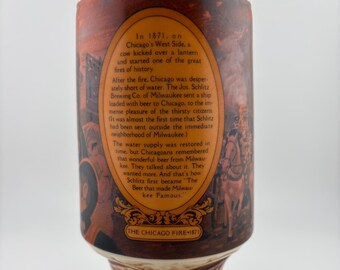 In 1871, on
Chicago's West Side, a
cow kicked over a lantern
and started one of the great
fires of history.
After the fire, Chicago was desper-
ately short of water. The Jos. Schlitz
Brewing Co. of Milwaukee sent a ship
loaded with beer to Chicago, to the im-
mense pleasure of the thirsty citizens.
(It was almost the first time that Schlitz
had been sent outside the immediate
neighborhood of Milwaukee.)
The water supply was restored in
time, but Chicagoans remembered
that wonderful beer from Milwau-
kee. They talked about it. They
wanted more. And that's how
Schlitz first became "The
Beer that made Milwau-
kee Famous."
THE CHICAGO FIRE•1871